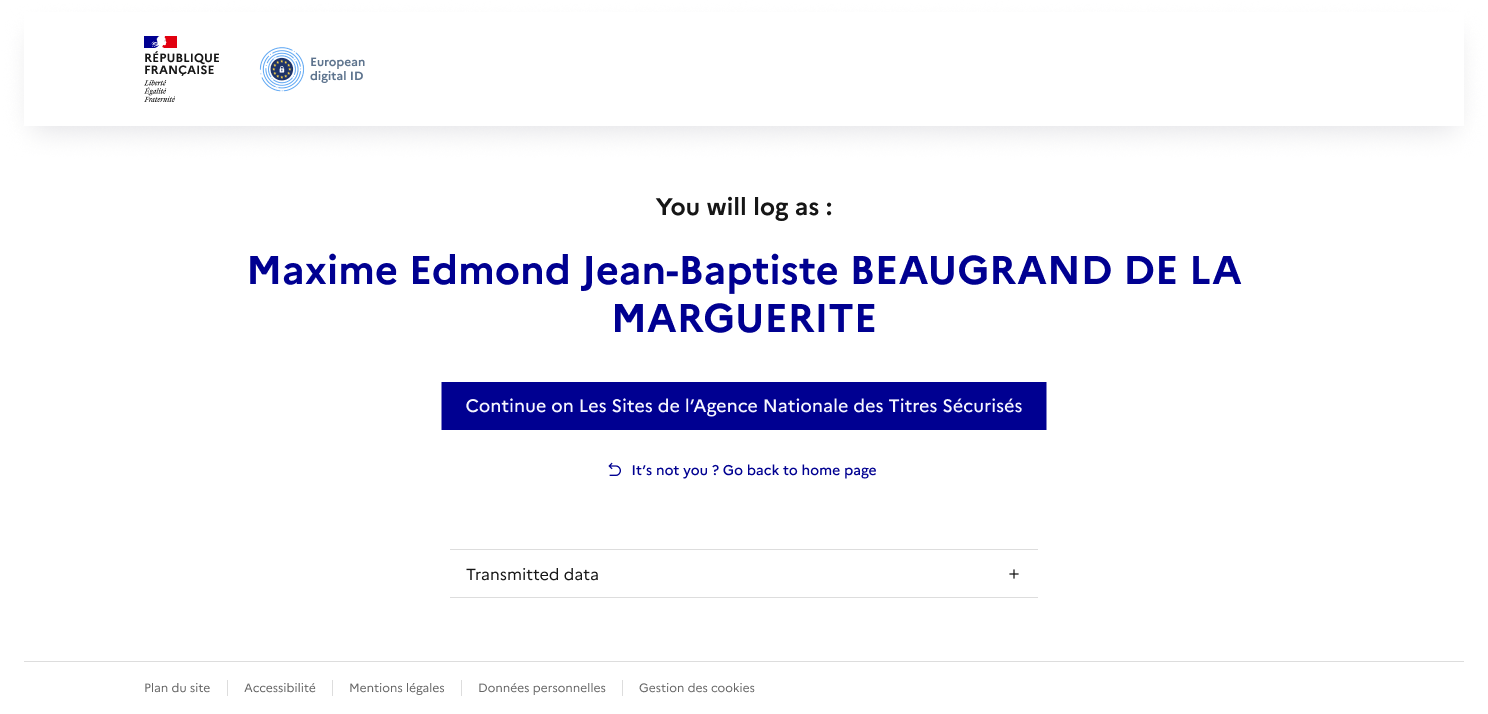 RÉPUBLIQUE
FRANÇAISE
Liberté
Égalité
Fraternité
European
digital ID
You will log as :
Maxime Edmond Jean-Baptiste BEAUGRAND DE LA
MARGUERITE
Continue on Les Sites de l’Agence Nationale des Titres Sécurisés
It’s not you ? Go back to home page
Transmitted data
Plan du site
Accessibilité
Mentions légales
Données personnelles
Gestion des cookies